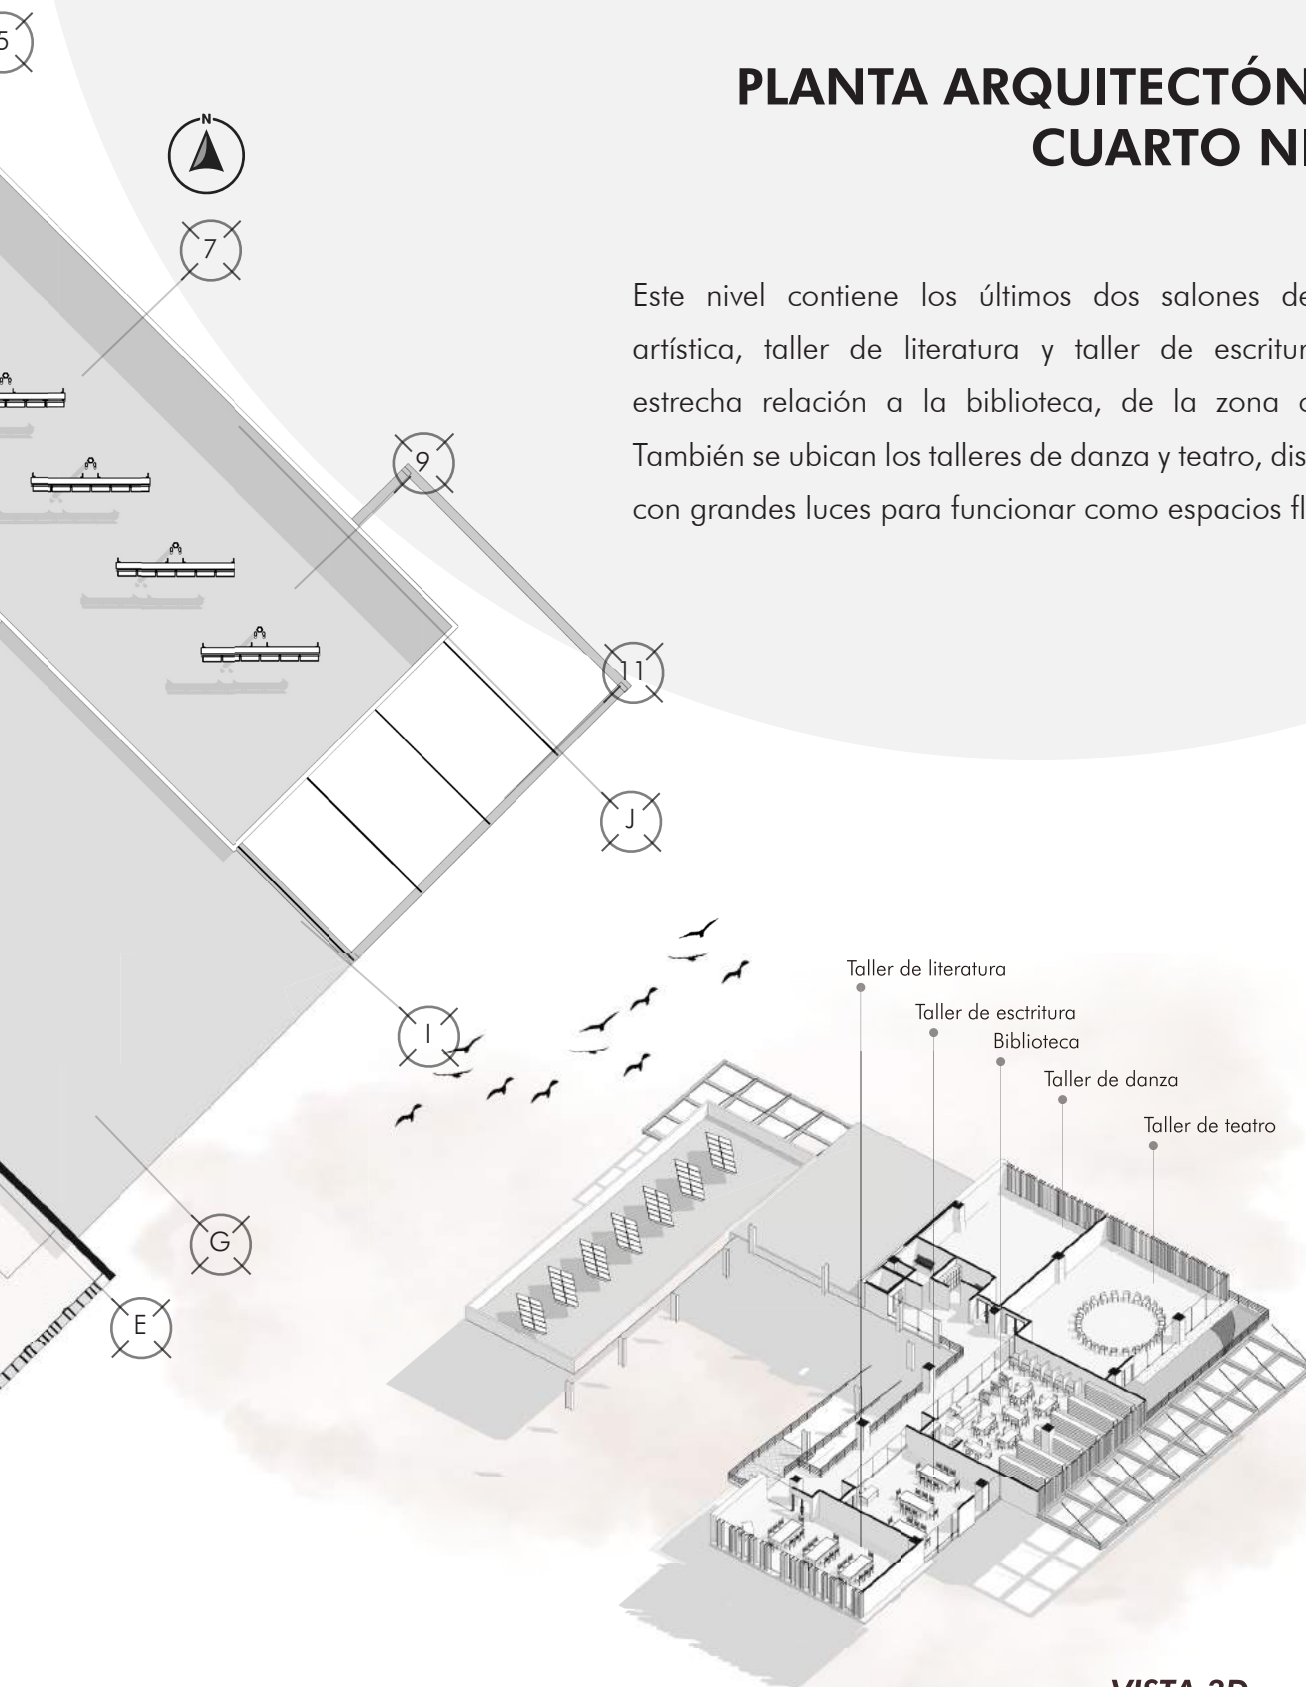 PLANTA ARQUITECTÓN
CUARTO NI
Este nivel contiene los últimos dos salones de
artística, taller de literatura y taller de escritur
estrecha relación a la biblioteca, de la zona
También se ubican los talleres de danza y teatro, dis
con grandes luces para funcionar como espacios fl
5
N
7
9
11
J
I
G
E
Taller de literatura
Taller de esctritura
Biblioteca
Taller de danza
Taller de teatro
VISTA 3D